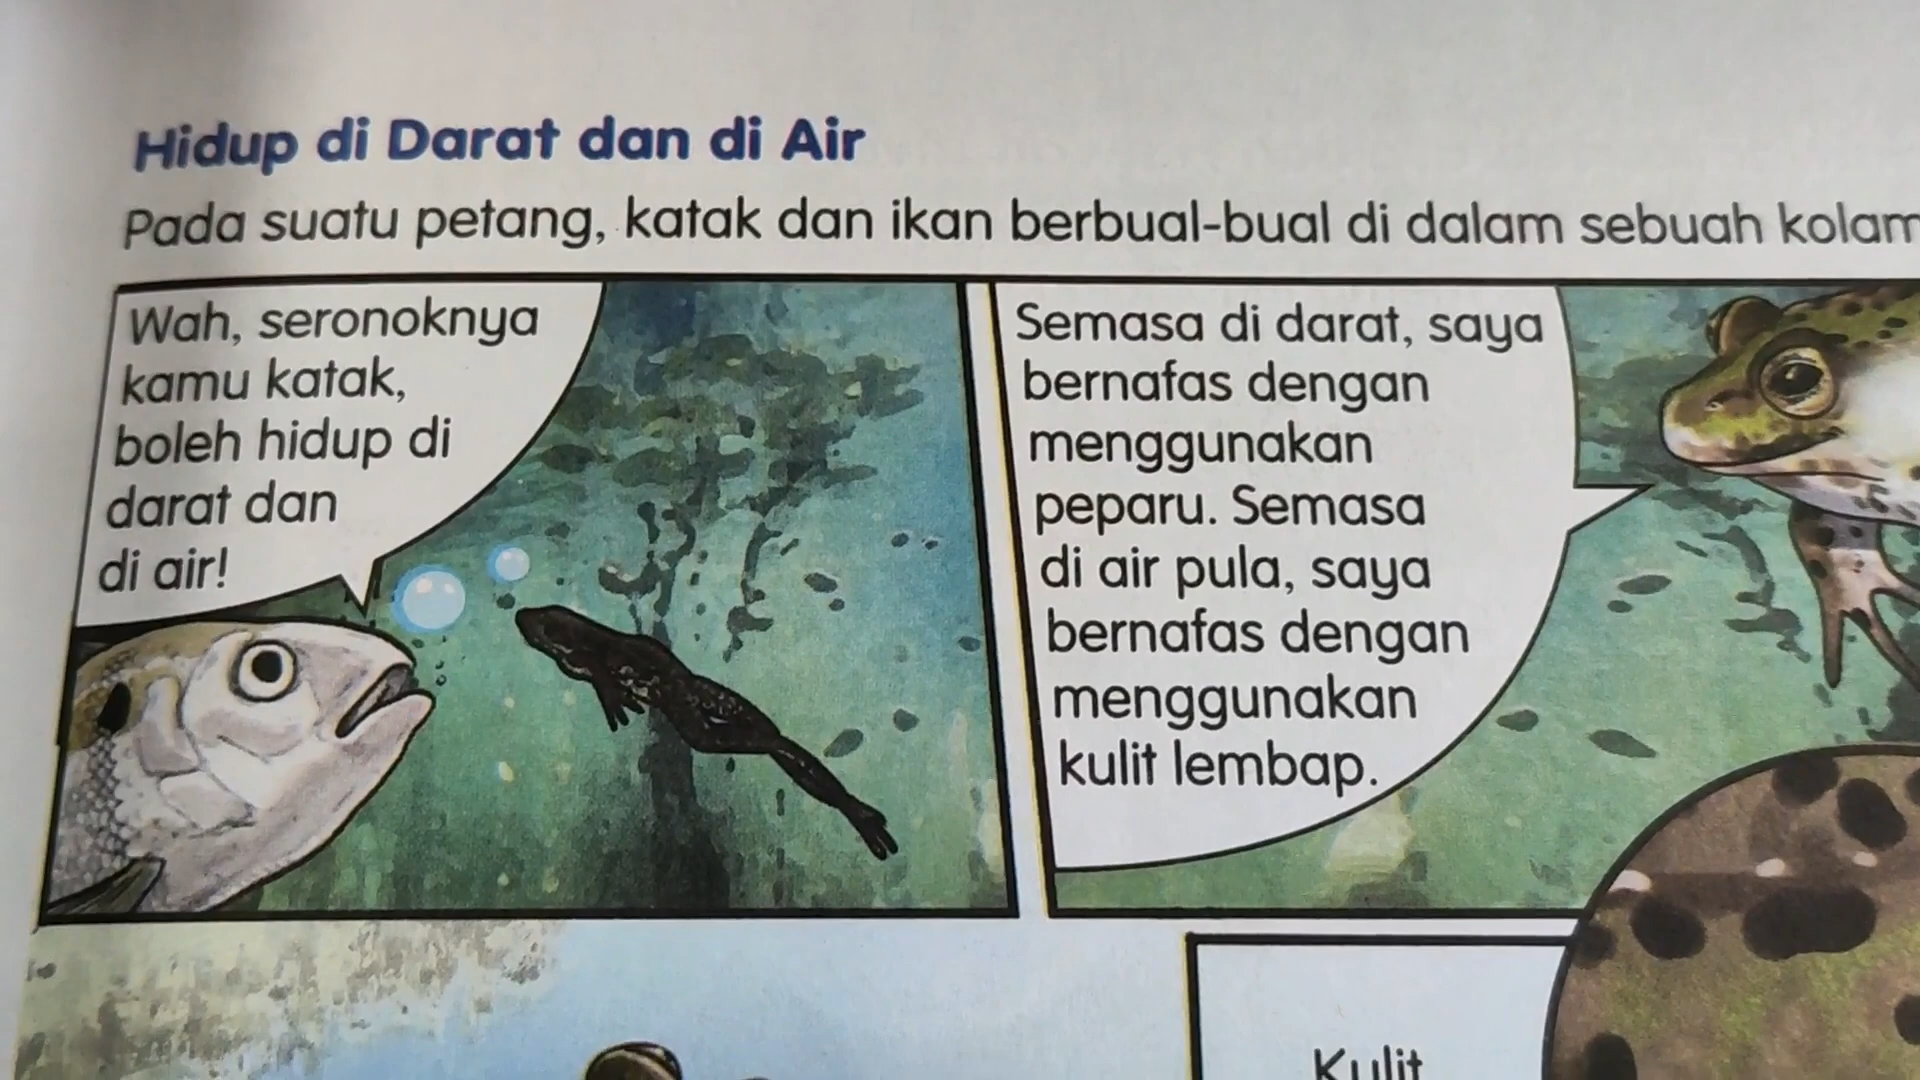 Hidup di Darat dan di Air
Pada suatu petang, katak dan ikan berbual-bual di dalam sebuah kolam
Wah, seronoknya
kamu katak,
boleh hidup di
darat dan
di air!
Semasa di darat, saya
bernafas dengan
menggunakan
peparu. Semasa
di air pula, saya
bernafas dengan
menggunakan
kulit lembap.
Kulit